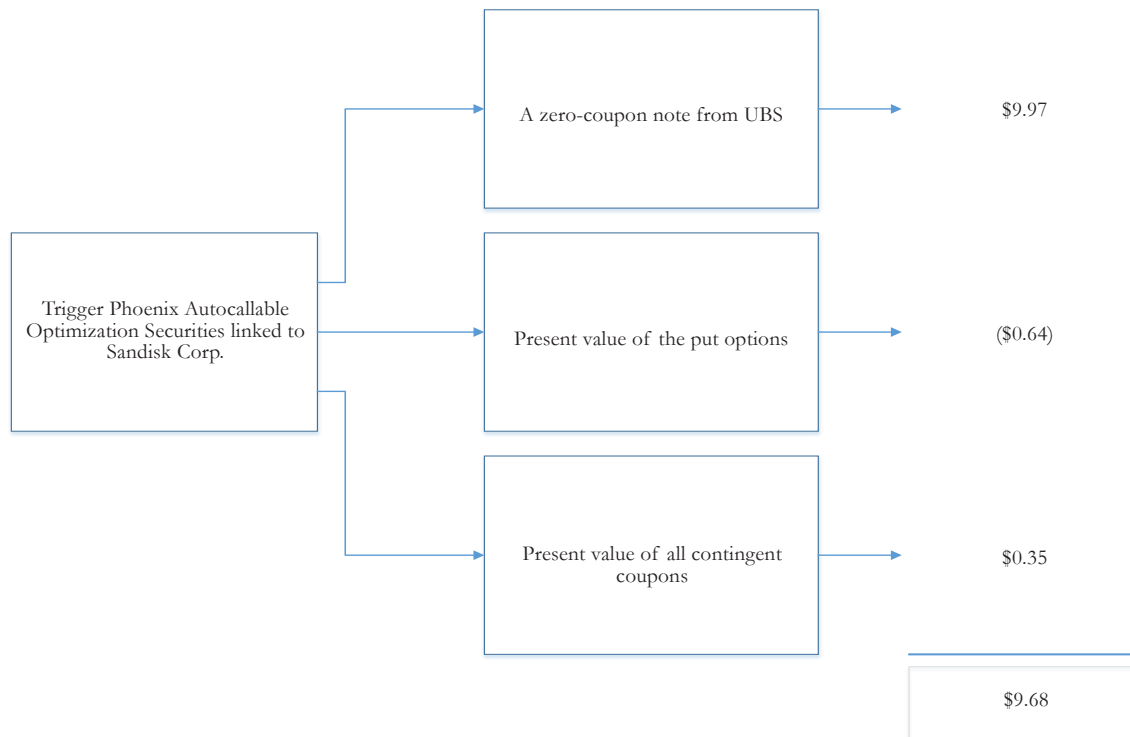 A zero-coupon note from UBS
$9.97
Trigger Phoenix Autocallable
Optimization Securities linked to
Sandisk Corp.
Present value of the put options
($0.64)
Present value of all contingent
coupons
$0.35
$9.68